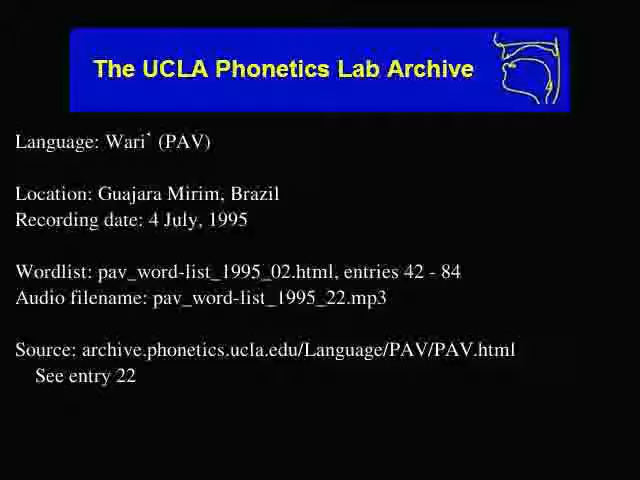 The UCLA Phonetics Lab Archive
Language: Wari` (PAV)
Location: Guajara Mirim, Brazil
Recording date: 4 July, 1995
Wordlist: pav_word-list_1995_02.html, entries 42 - 84
Audio filename: pav_word-list_1995_22.mp3
Source: archive.phonetics.ucla.edu/Language/PAV/PAV.html
See entry 22